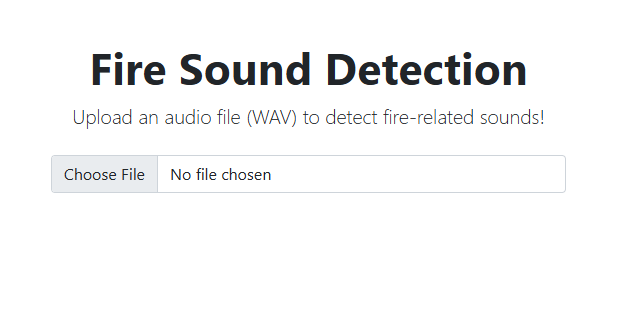 Fire Sound Detection
Upload an audio file (WAV) to detect fire-related sounds!
Choose File No file chosen